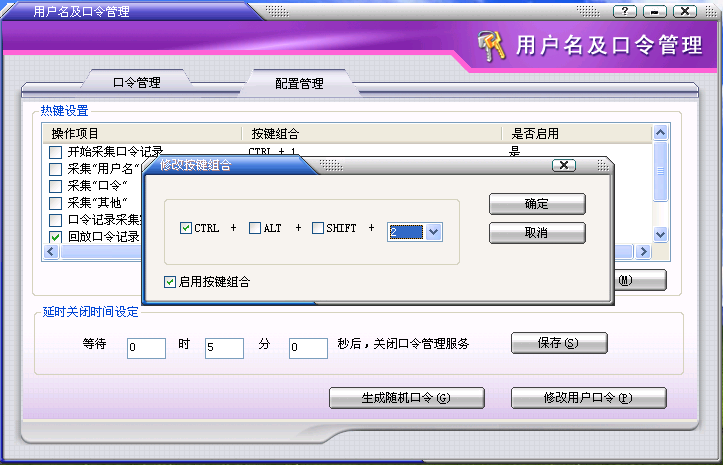 用户名及口令管理
用户名及口令管理
口令管理 配置管理
热键设置
操作项目 按键组合 是否启用
开始采集口令记录 CTRL + 1 是
采集"用户名"
采集"口令"
采集"其他"
口令记录采集
回放口令记录
修改按键组合
CTRL + ALT + SHIFT + 2
启用按键组合
确定
取消
(M)
延时关闭时间设定
等待 0 时 5 分 0 秒后，关闭口令管理服务
保存(S)
生成随机口令(G) 修改用户口令(P)